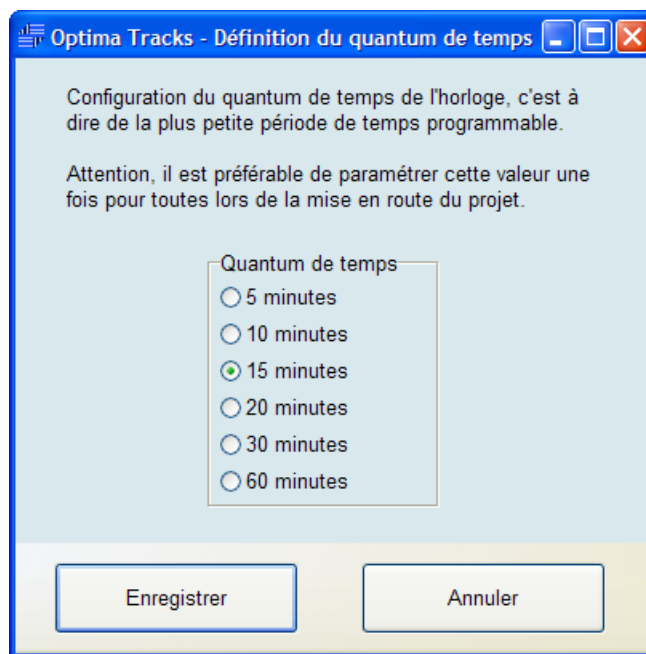 Optima Tracks - Définition du quantum de temps
Configuration du quantum de temps de l'horloge, c'est à
dire de la plus petite période de temps programmable.
Attention, il est préférable de paramétrer cette valeur une
fois pour toutes lors de la mise en route du projet.
Quantum de temps
5 minutes
10 minutes
15 minutes
20 minutes
30 minutes
60 minutes
Enregistrer
Annuler